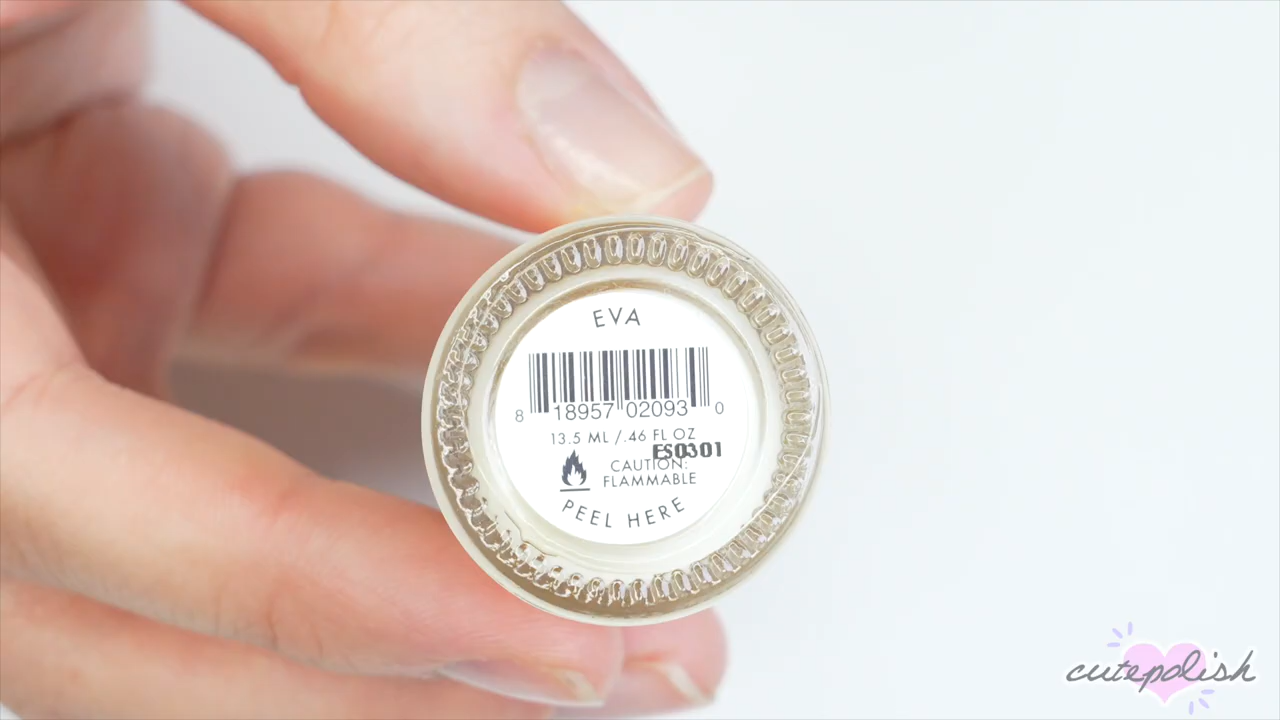 EVA
8 18957 02093 0
13.5 ML /.46 FL OZ
ES0301
CAUTION:
FLAMMABLE
PEEL HERE
cutepolish